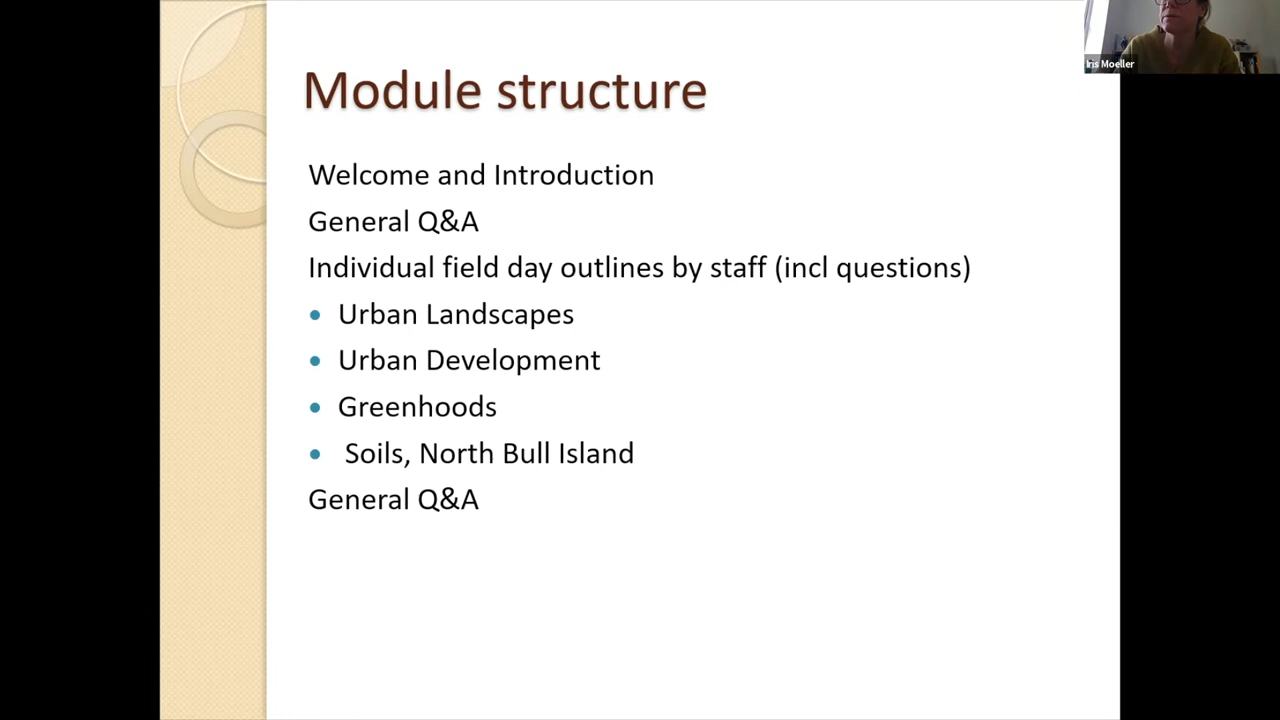 Iris Moeller
Module structure
Welcome and Introduction
General Q&A
Individual field day outlines by staff (incl questions)
Urban Landscapes
Urban Development
Greenhoods
Soils, North Bull Island
General Q&A